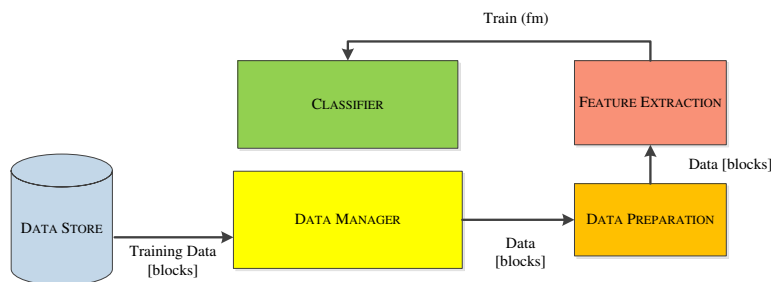 Train (fm)
CLASSIFIER
FEATURE EXTRACTION
Data [blocks]
DATA STORE
DATA MANAGER
DATA PREPARATION
Training Data
[blocks]
Data
[blocks]